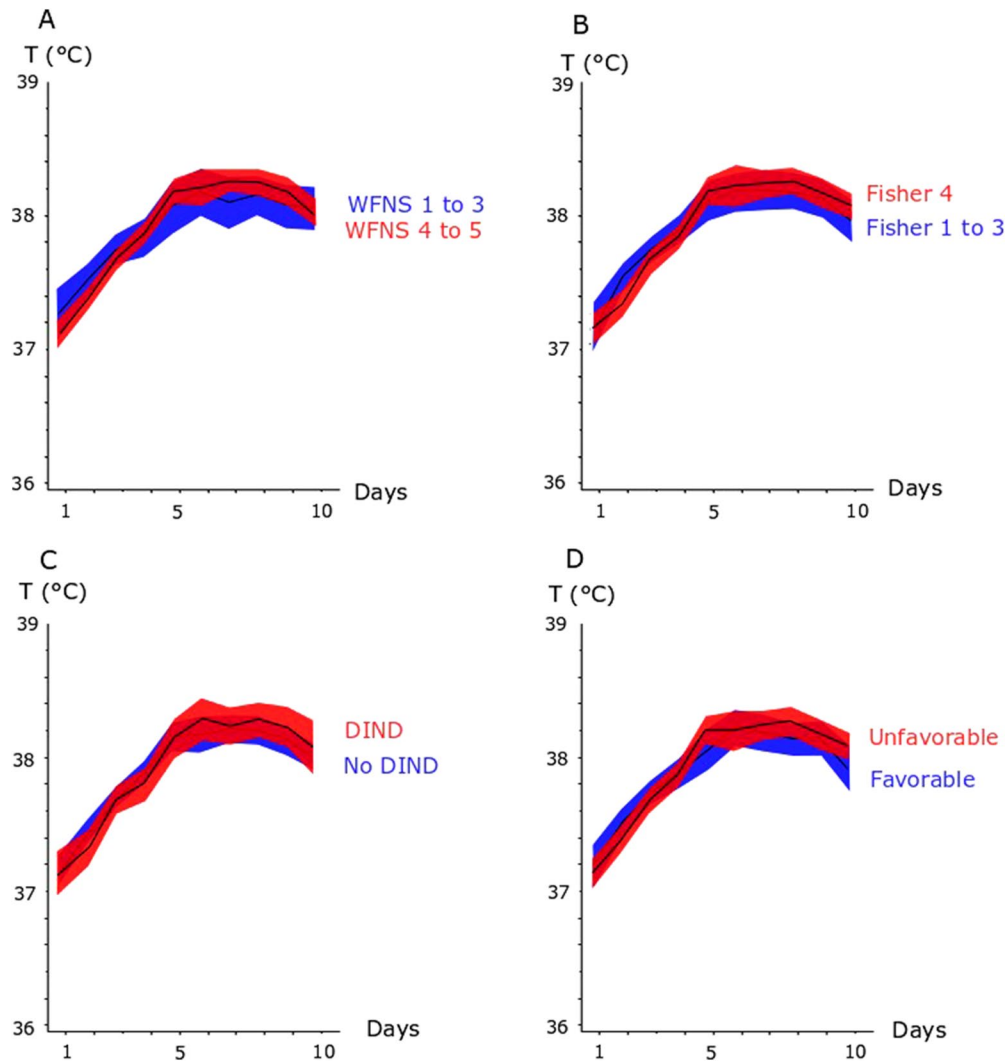 A
T (°C)
39
38
37
36
1
5
10
Days
WFNS 1 to 3
WFNS 4 to 5
B
T (°C)
39
38
37
36
1
5
10
Days
Fisher 4
Fisher 1 to 3
C
T (°C)
39
38
37
36
1
5
10
Days
DIND
No DIND
D
T (°C)
39
38
37
36
1
5
10
Days
Unfavorable
Favorable